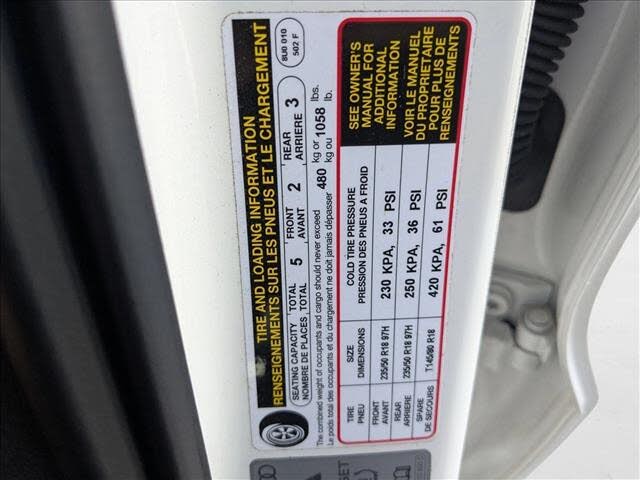 TIRE AND LOADING INFORMATION
RENSEIGNEMENTS SUR LES PNEUS ET LE CHARGEMENT
8U0 010
502 F
SEATING CAPACITY TOTAL 5 FRONT 2 REAR 3
NOMBRE DE PLACES TOTAL AVANT ARRIERE
The combined weight of occupants and cargo should never exceed 480 kg or 1058 lbs.
Le poids total des occupants et du chargement ne doit jamais dépasser kg ou lb.
TIRE SIZE COLD TIRE PRESSURE
PNEU DIMENSIONS PRESSION DES PNEUS A FROID
FRONT 235/50 R18 97H 230 KPA, 33 PSI
AVANT
REAR 235/50 R18 97H 250 KPA, 36 PSI
ARRIERE
SPARE T145/80 R18 420 KPA, 61 PSI
DE SECOURS
SEE OWNER'S
MANUAL FOR
ADDITIONAL
INFORMATION
VOIR LE MANUEL
DU PROPRIETAIRE
POUR PLUS DE
RENSEIGNEMENTS